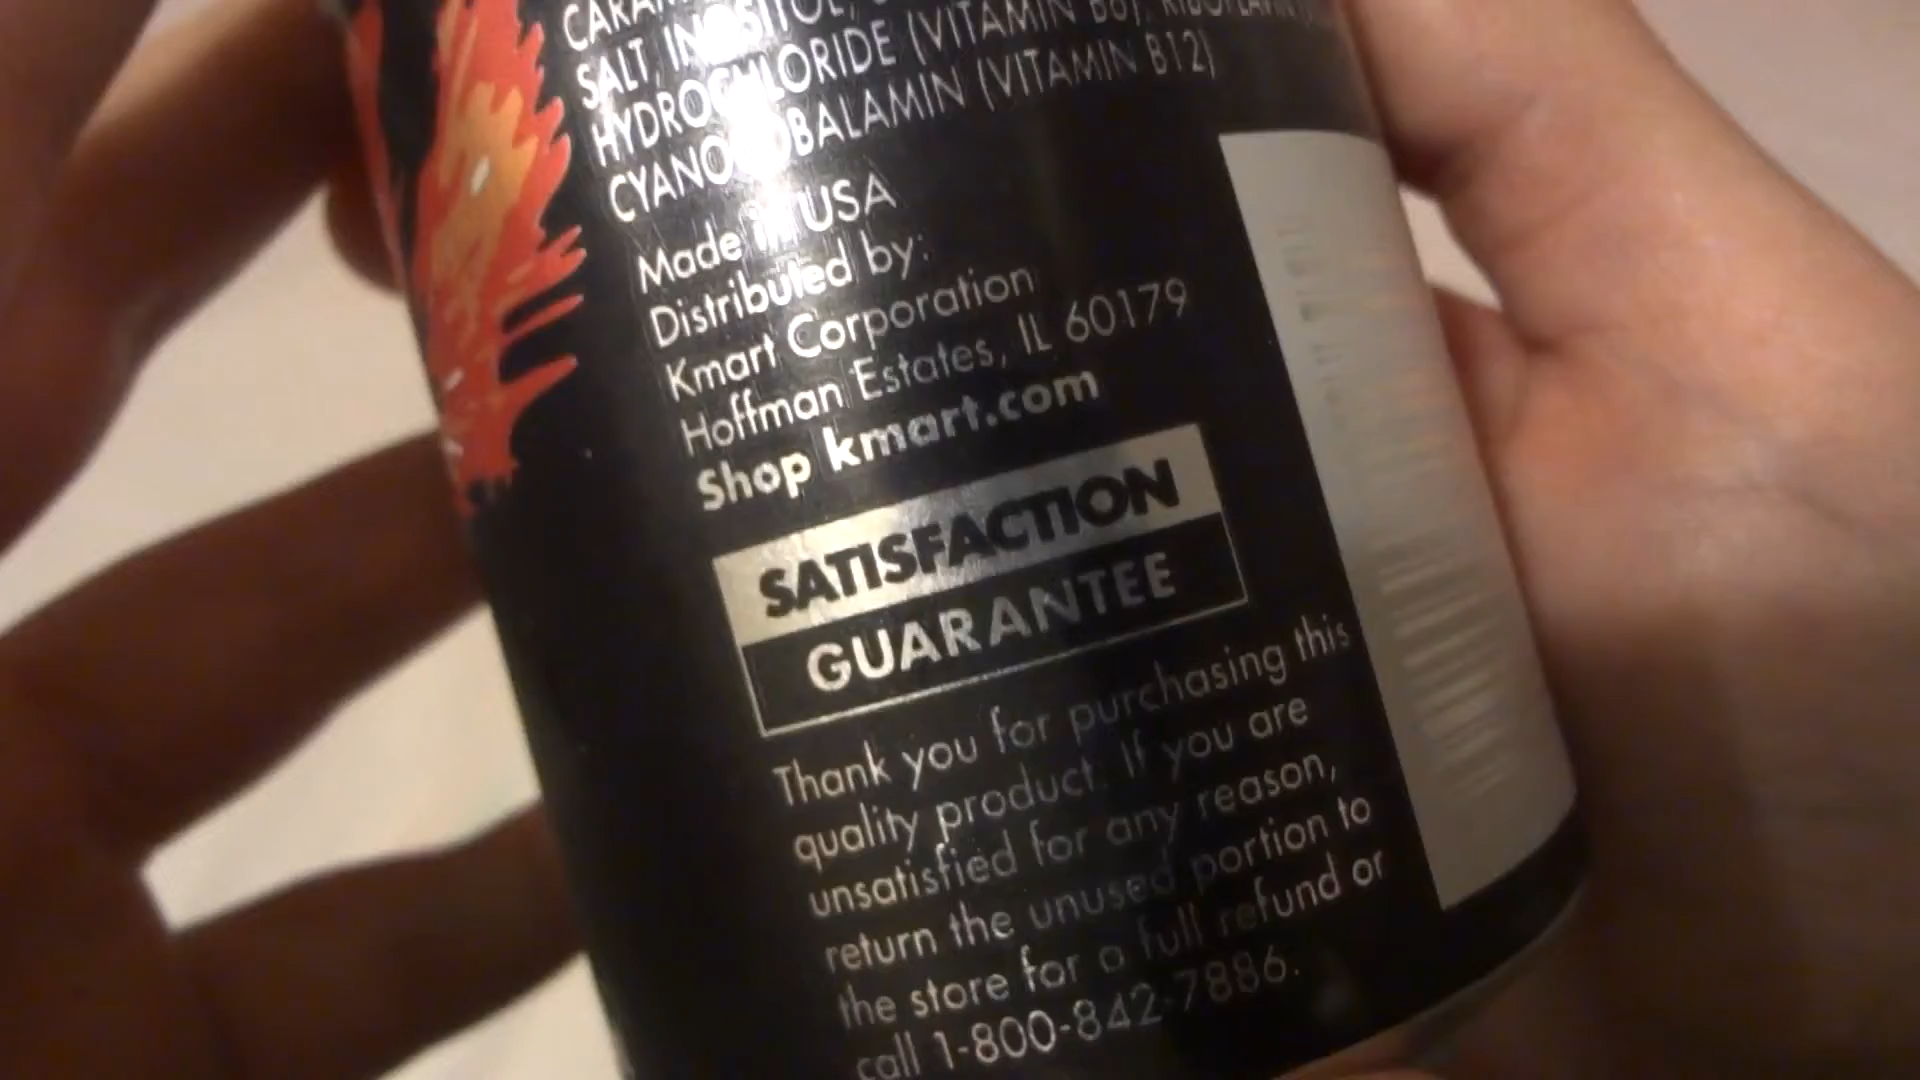 SALT, INOSITOL,
HYDROCHLORIDE (VITAMIN B6),
CYANOCOBALAMIN (VITAMIN B12)
Made in USA
Distributed by:
Kmart Corporation
Hoffman Estates, IL 60179
Shop kmart.com
SATISFACTION
GUARANTEE
Thank you for purchasing this
quality product. If you are
unsatisfied for any reason,
return the unused portion to
the store for a full refund or
call 1-800-842-7886.